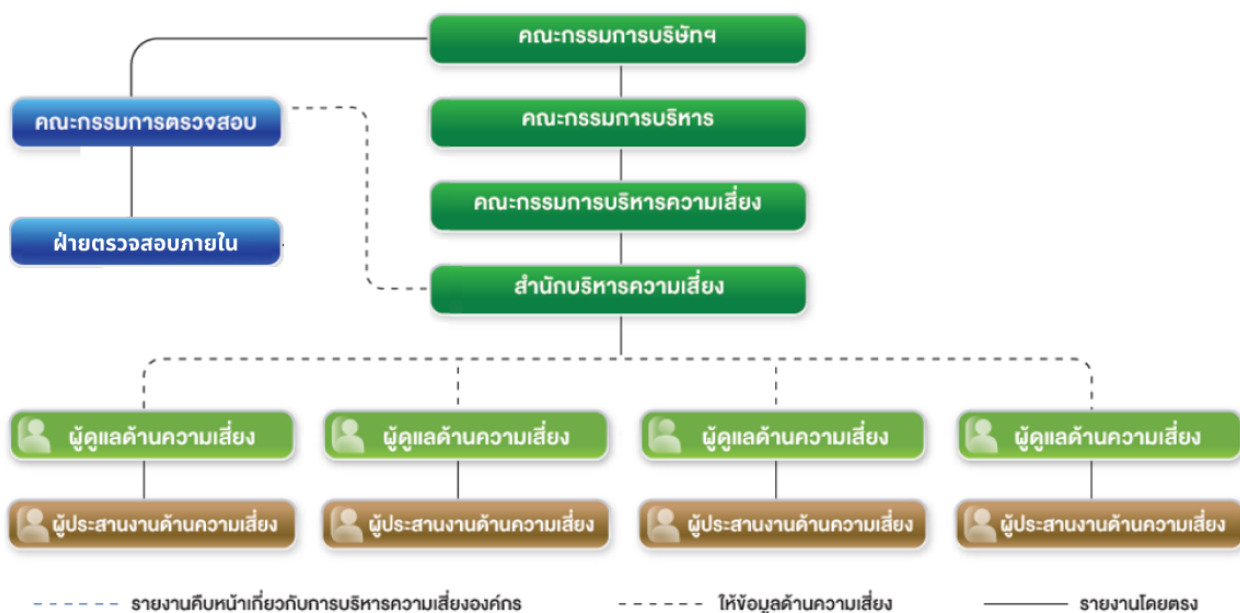 คณะกรรมการบริษัทฯ
คณะกรรมการตรวจสอบ
คณะกรรมการบริหาร
คณะกรรมการบริหารความเสี่ยง
ฝ่ายตรวจสอบภายใน
สำนักบริหารความเสี่ยง
ผู้ดูแลด้านความเสี่ยง
ผู้ดูแลด้านความเสี่ยง
ผู้ดูแลด้านความเสี่ยง
ผู้ดูแลด้านความเสี่ยง
ผู้ประสานงานด้านความเสี่ยง
ผู้ประสานงานด้านความเสี่ยง
ผู้ประสานงานด้านความเสี่ยง
ผู้ประสานงานด้านความเสี่ยง
รายงานคืบหน้าเกี่ยวกับการบริหารความเสี่ยงองค์กร
ให้ข้อมูลด้านความเสี่ยง
รายงานโดยตรง